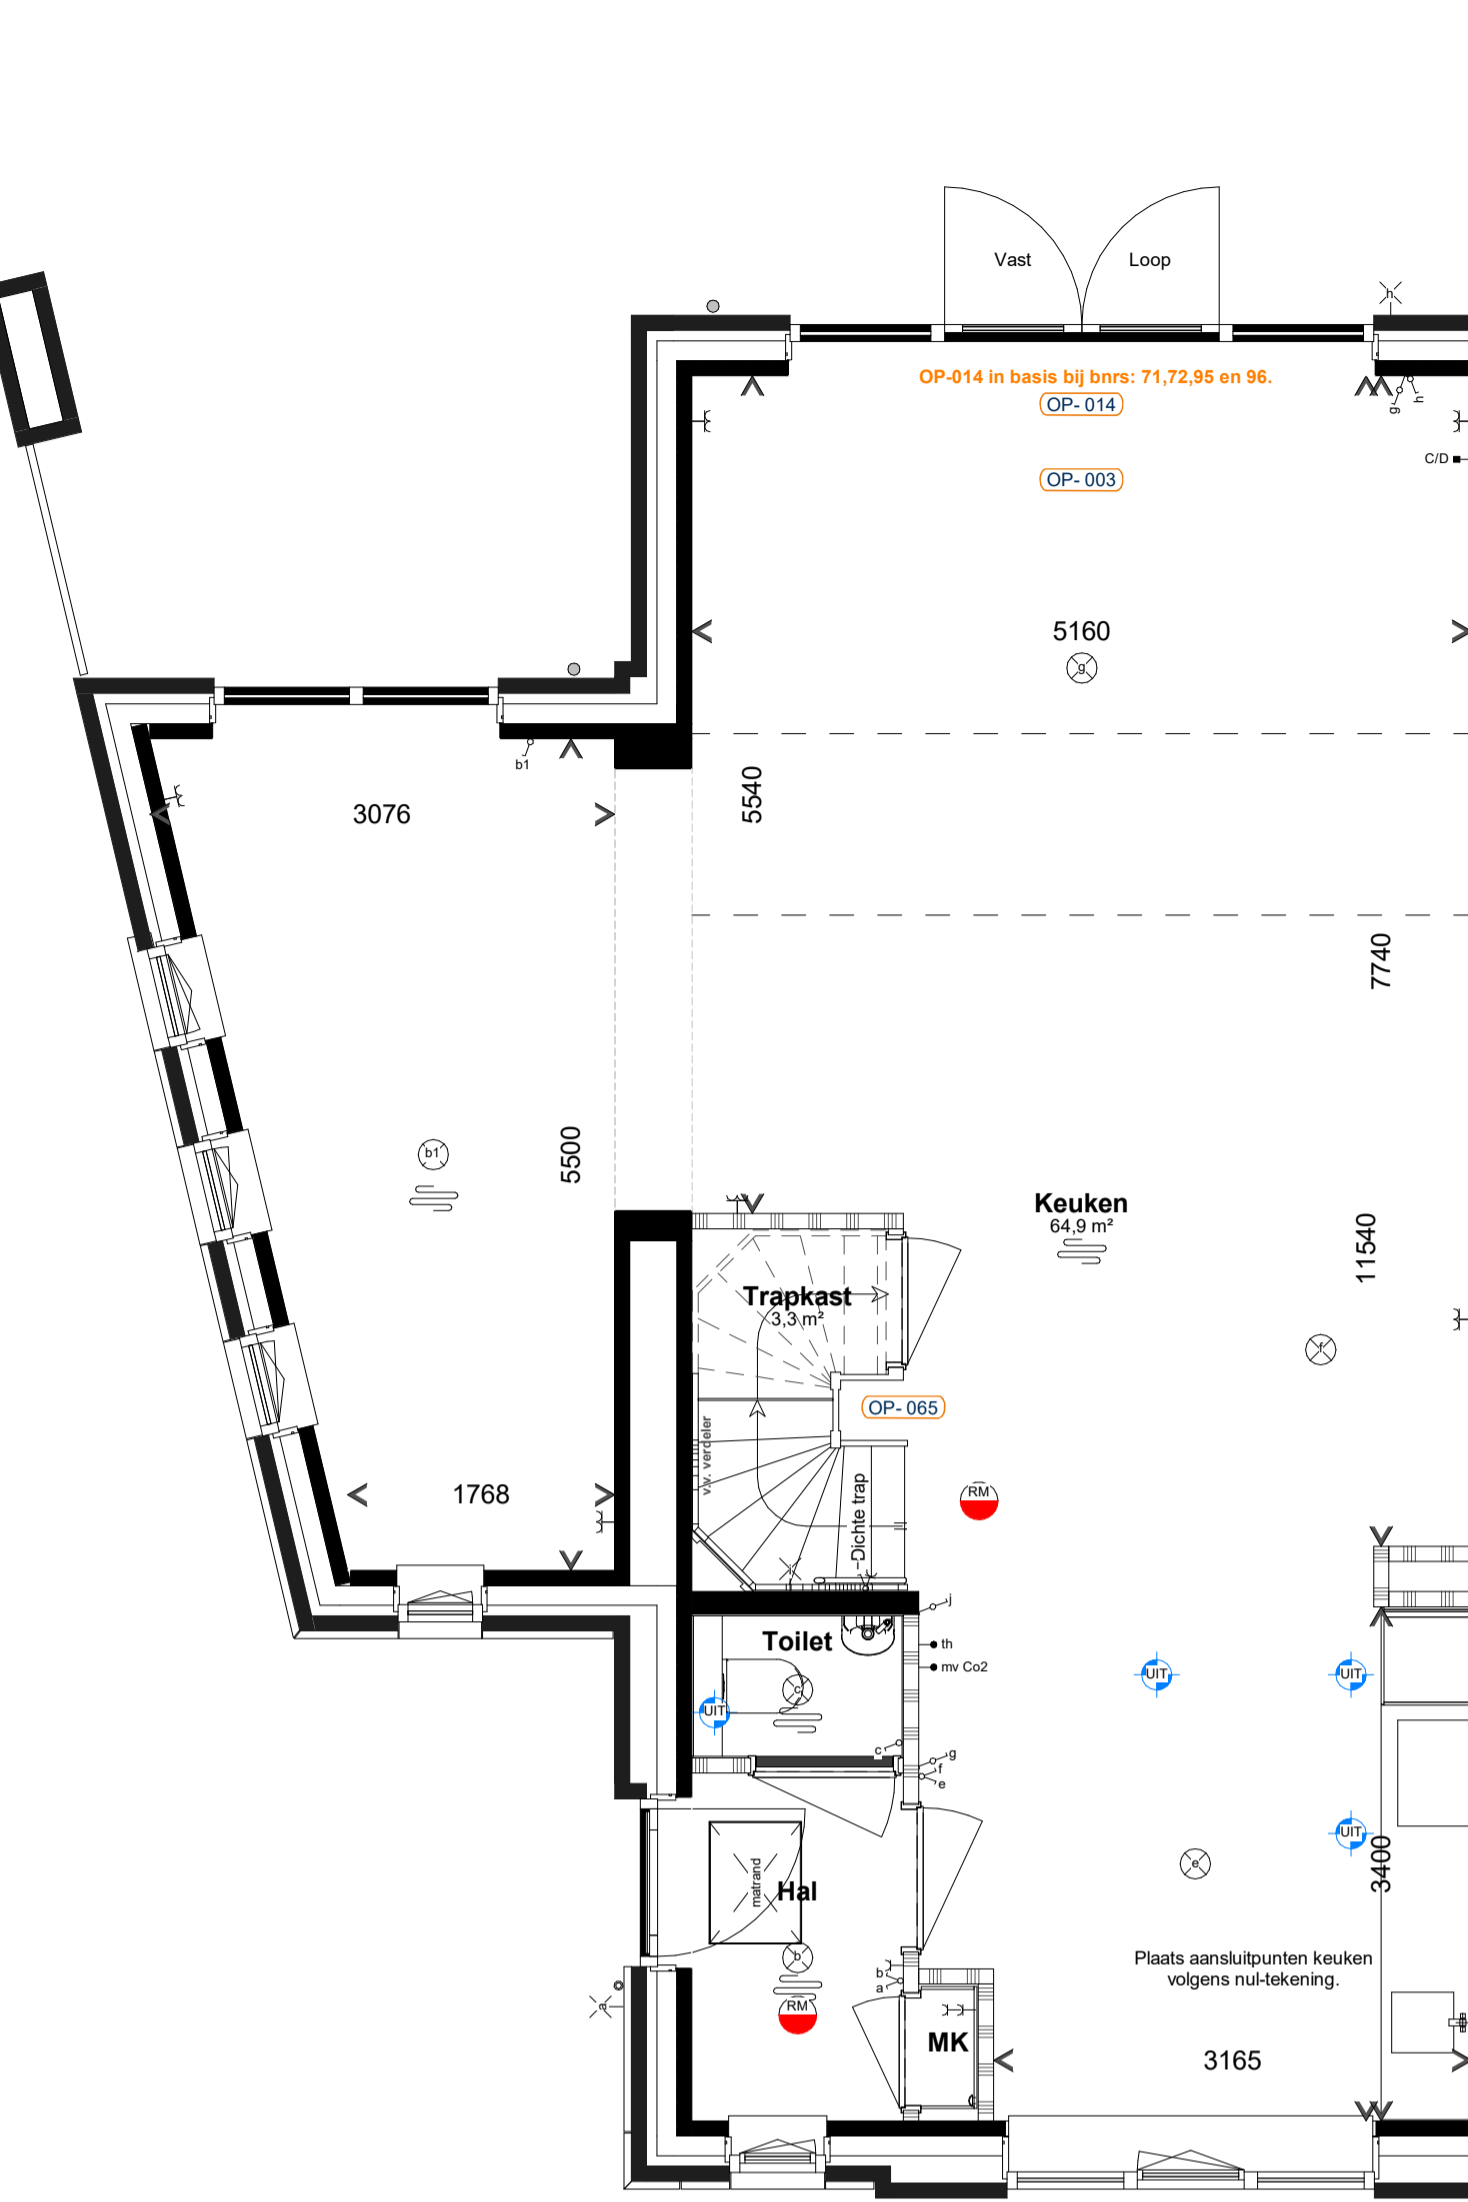 Vast
Loop
h
OP-014 in basis bij bnrs: 71,72,95 en 96.
OP- 014
g
h
C/D
OP- 003
5160
g
b1
3076
5540
7740
b1
5500
Keuken
64,9 m²
11540
Trapkast
3,3 m²
f
OP- 065
v.v. verdeler
1768
RM
Dichte trap
j
Toilet
th
mv Co2
UIT
UIT
c
UIT
c
g
f
e
UIT
3400
e
matrand
Hal
b
Plaats aansluitpunten keuken
volgens nul-tekening.
b
a
a
RM
MK
3165